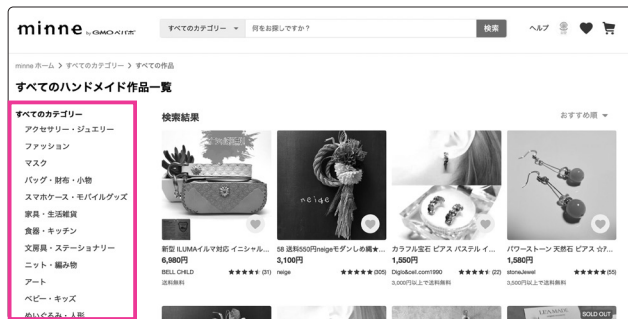 minne by GMOペパボ
すべてのカテゴリー
何をお探しですか？
検索
ヘルプ
minne ホーム > すべてのカテゴリー > すべての作品
すべてのハンドメイド作品一覧
すべてのカテゴリー
アクセサリー・ジュエリー
ファッション
マスク
バッグ・財布・小物
スマホケース・モバイルグッズ
家具・生活雑貨
食器・キッチン
文房具・ステーショナリー
ニット・編み物
アート
ベビー・キッズ
ぬいぐるみ・人形
検索結果
おすすめ順
neige
新型 ILUMAイルマ対応 イニシャル...
6,980円
BELL CHILD
★★★★★ (31)
送料無料
58 送料550円neigeモダンしめ縄★...
3,100円
neige
★★★★★ (305)
カラフル宝石 ピアス パステル イ...
1,550円
Digio&cell.com1990
★★★★★ (22)
3,000円以上で送料無料
パワーストーン 天然石 ピアス ☆7...
1,580円
stoneJewel
★★★★★ (55)
3,500円以上で送料無料
SOLD OUT